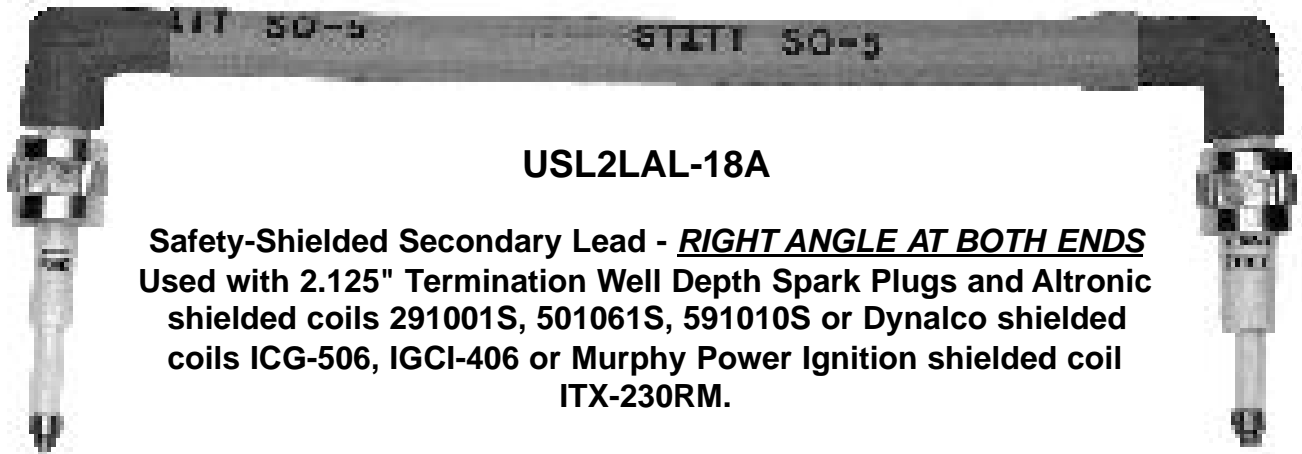 STITT SO-5
USL2LAL-18A
Safety-Shielded Secondary Lead - RIGHT ANGLE AT BOTH ENDS
Used with 2.125" Termination Well Depth Spark Plugs and Altronic
shielded coils 291001S, 501061S, 591010S or Dynalco shielded
coils ICG-506, IGCI-406 or Murphy Power Ignition shielded coil
ITX-230RM.